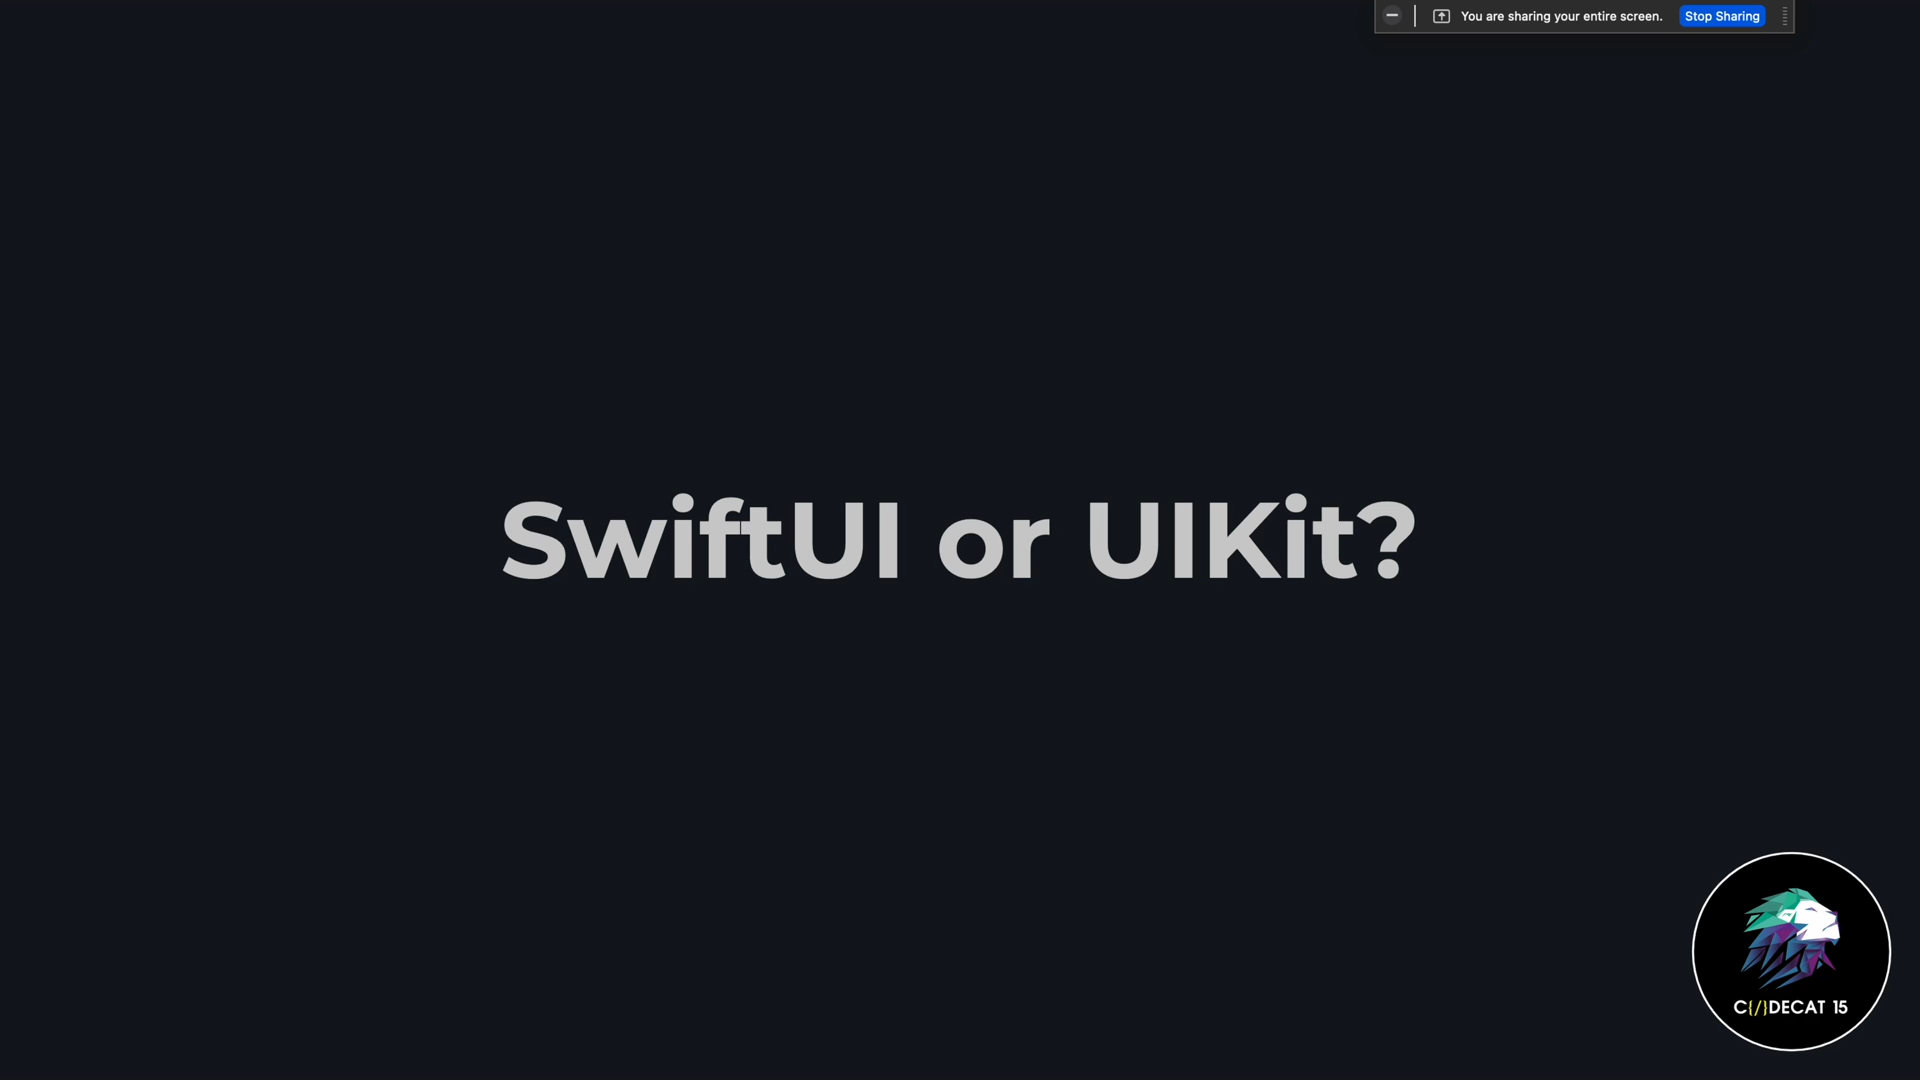 You are sharing your entire screen.
Stop Sharing
SwiftUI or UIKit?
C{/}DECAT 15